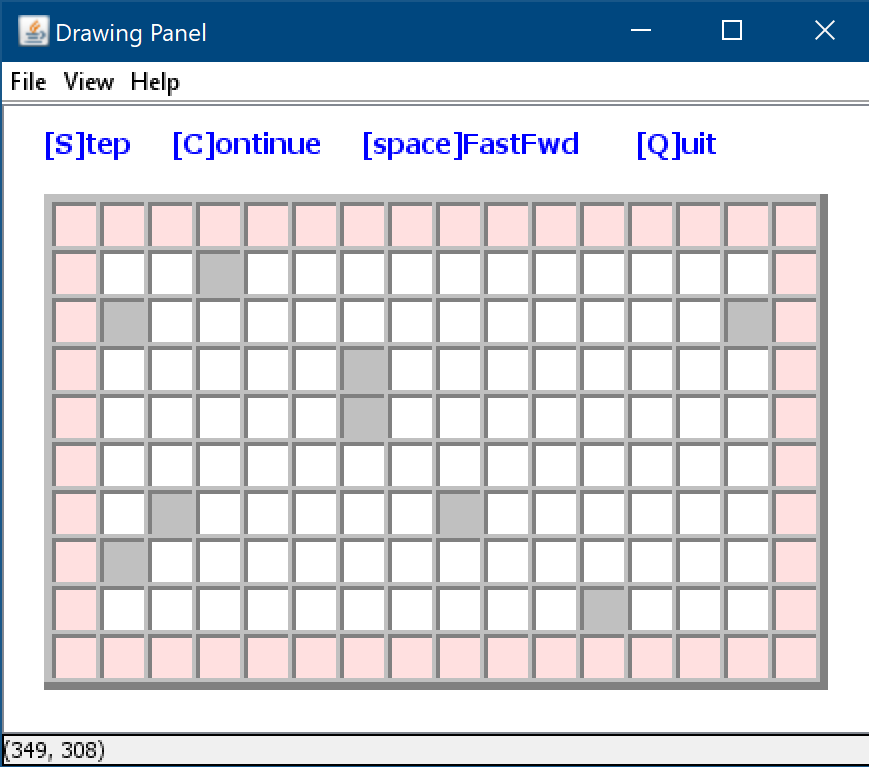 Drawing Panel
File View Help
[S]tep [C]ontinue [space]FastFwd [Q]uit
(349, 308)